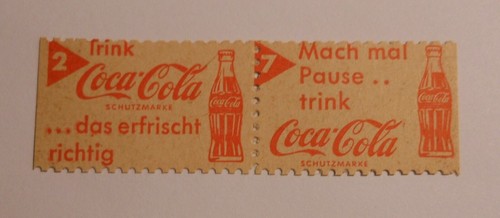 2
Trink
Coca-Cola
SCHUTZMARKE
...das erfrischt
richtig
Coca-Cola
7
Mach mal
Pause ..
trink
Coca-Cola
SCHUTZMARKE
Coca-Cola